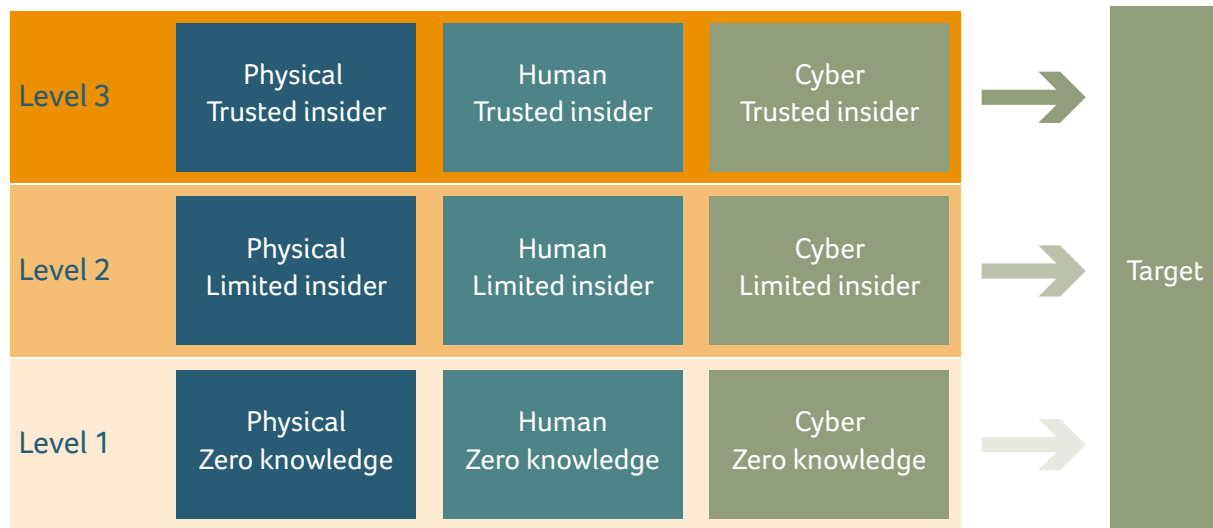 Level 3
Physical
Trusted insider
Human
Trusted insider
Cyber
Trusted insider
Level 2
Physical
Limited insider
Human
Limited insider
Cyber
Limited insider
Target
Level 1
Physical
Zero knowledge
Human
Zero knowledge
Cyber
Zero knowledge